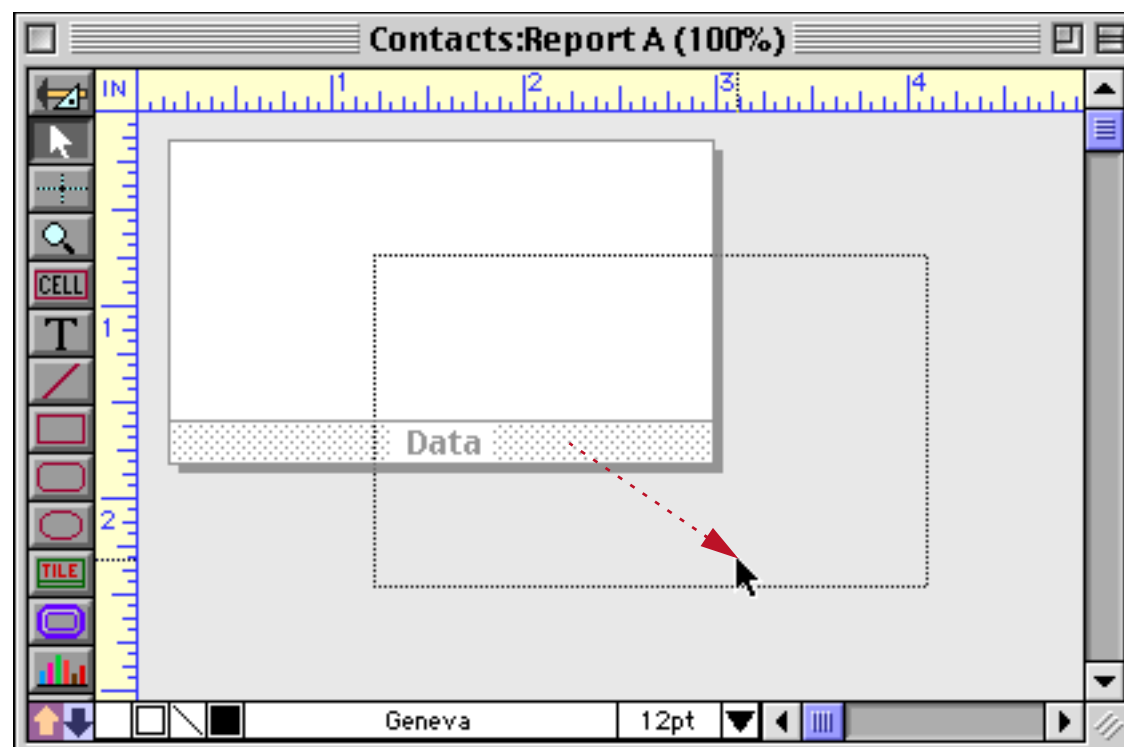 Contacts:Report A (100%)
IN 1 2 3 4
CELL
T
1
Data
2
TILE
Geneva 12pt